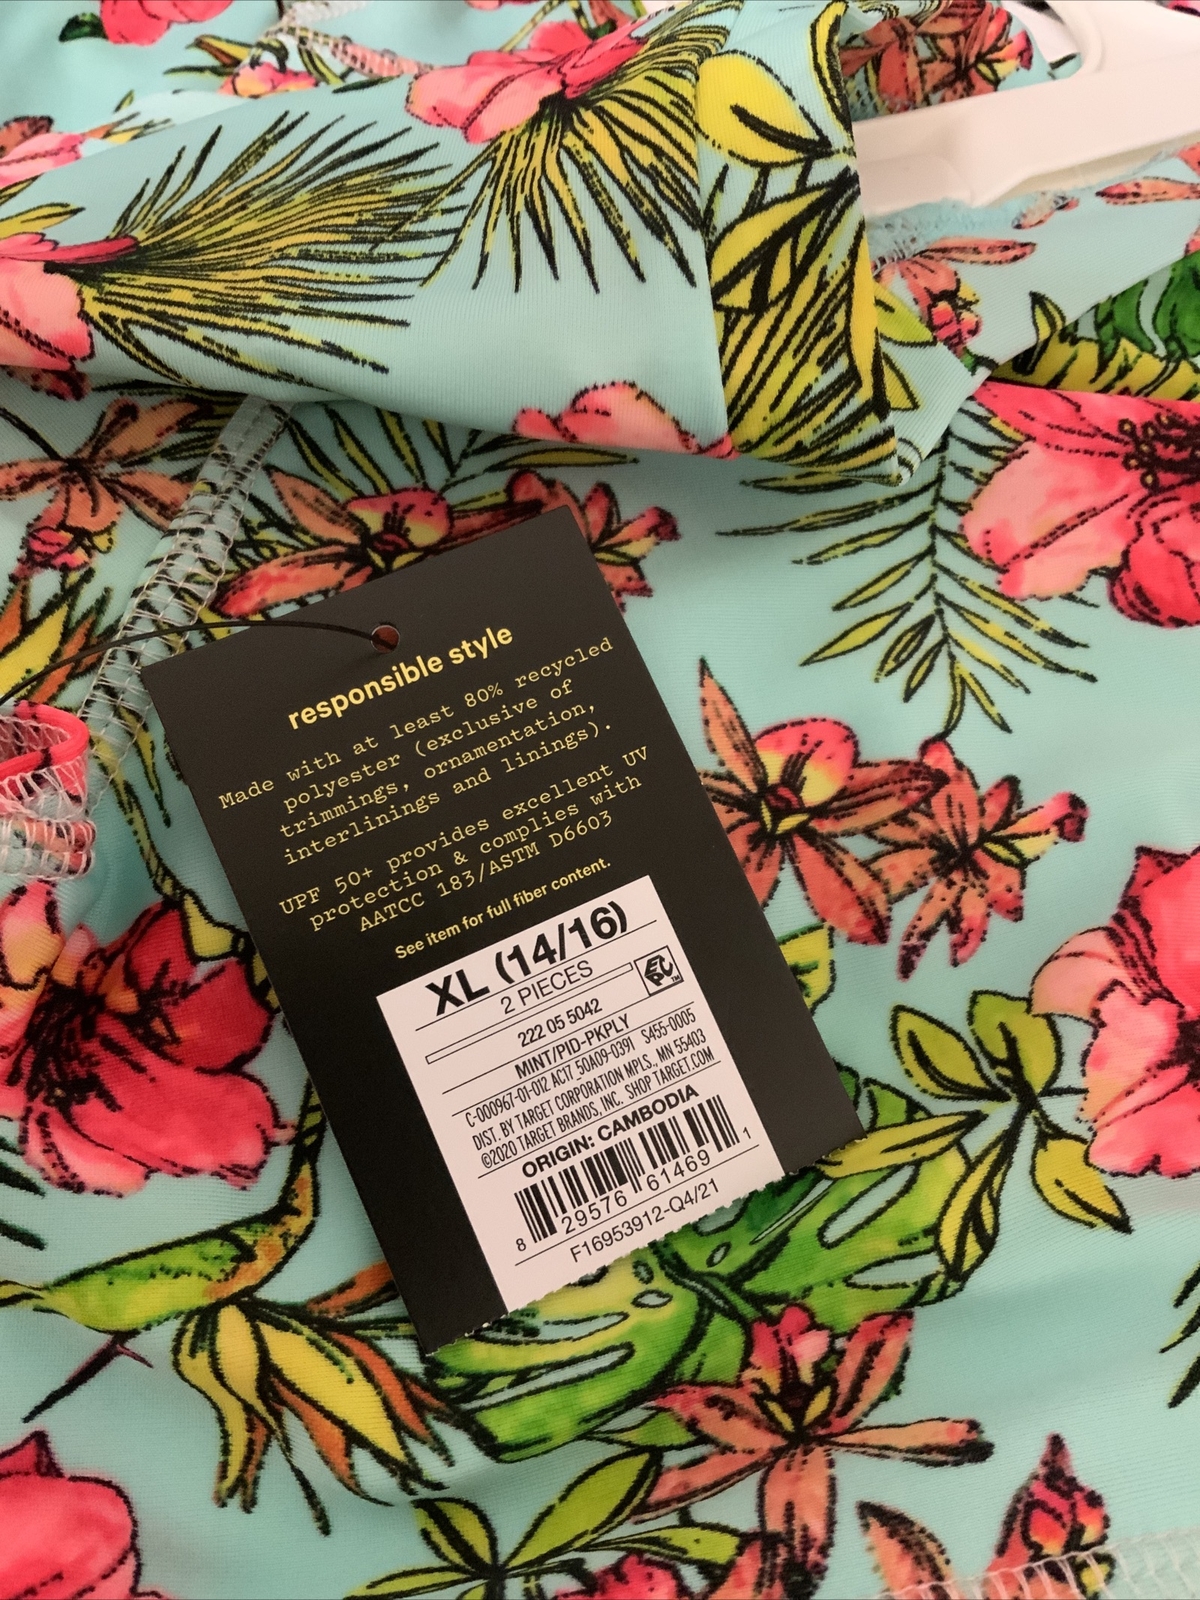 responsible style
Made with at least 80% recycled
polyester (exclusive of
trimmings, ornamentation,
interlinings and linings).
UPF 50+ provides excellent UV
protection & complies with
AATCC 183/ASTM D6603
See item for full fiber content.
XL (14/16)
2 PIECES
EPC™
222 05 5042
MINT/PID-PKPLY
C-000967-01-012 AC17_50A09-0391 S455-0005
DIST. BY TARGET CORPORATION MPLS., MN 55403
©2020 TARGET BRANDS, INC. SHOP TARGET.COM
ORIGIN: CAMBODIA
8 29576 61469 1
F16953912-Q4/21